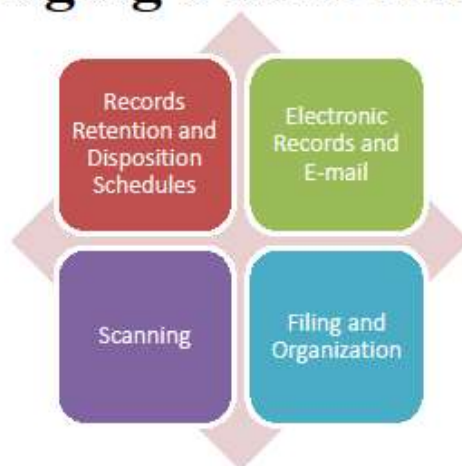 Records
Retention and
Disposition
Schedules
Electronic
Records and
E-mail
Scanning
Filing and
Organization